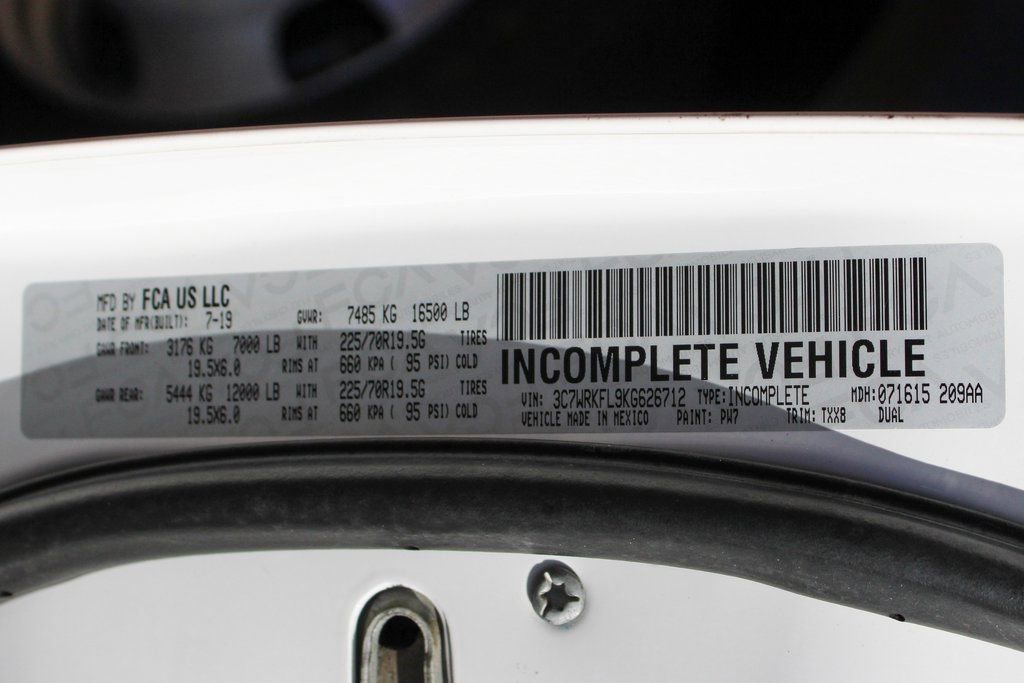 MFD BY FCA US LLC
DATE OF MFR(BUILT): 7-19 GVWR: 7485 KG 16500 LB
GAWR FRONT: 3176 KG 7000 LB WITH 225/70R19.5G TIRES
19.5X6.0 RIMS AT 660 KPA ( 95 PSI) COLD
GAWR REAR: 5444 KG 12000 LB WITH 225/70R19.5G TIRES
19.5X6.0 RIMS AT 660 KPA ( 95 PSI) COLD
INCOMPLETE VEHICLE
VIN: 3C7WRKFL9KG626712 TYPE:INCOMPLETE MDH:071615 209AA
VEHICLE MADE IN MEXICO PAINT: PW7 TRIM: TXX8 DUAL